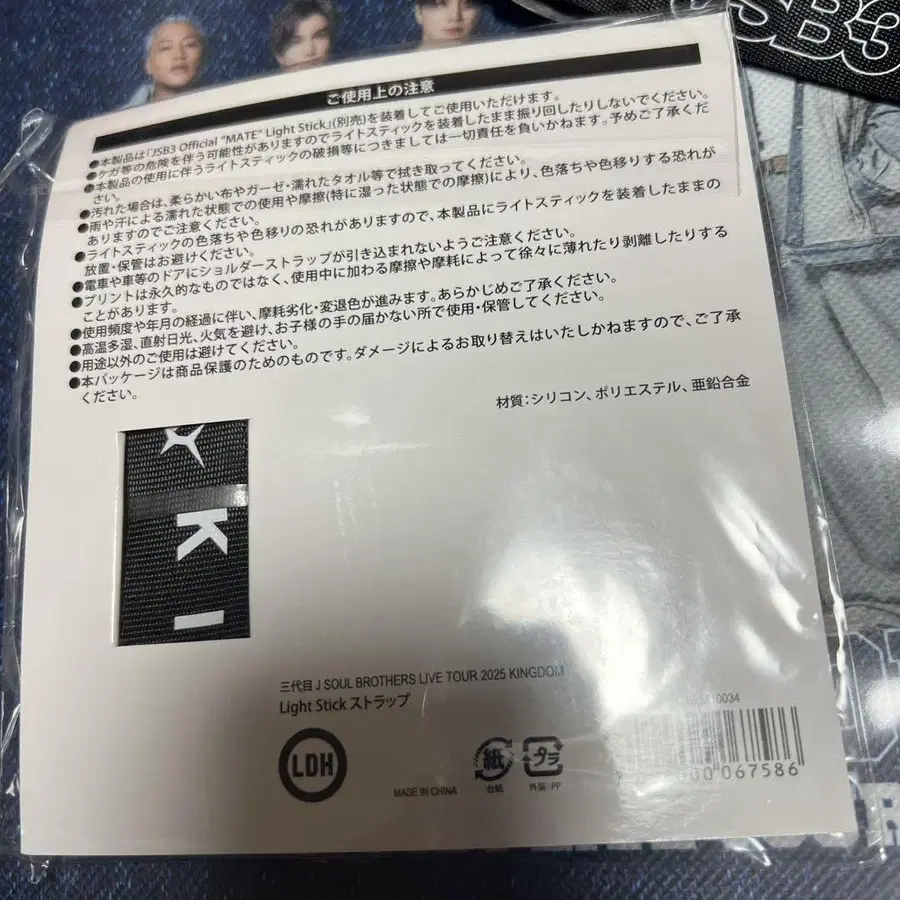 SB3
ご使用上の注意
●本製品は「JSB3 Official "MATE" Light Stick」(別売)を装着してご使用いただけます。
●ケガ等の危険を伴う可能性がありますのでライトスティックを装着したまま振り回したりしないでください。
●本製品の使用に伴うライトスティックの破損等につきましては一切責任を負いかねます。予めご了承くだ
さい。
●汚れた場合は、柔らかい布やガーゼ・濡れたタオル等で拭き取ってください。
●雨や汗による濡れた状態での使用や摩擦(特に湿った状態での摩擦)により、色落ちや色移りする恐れが
ありますのでご注意ください。
●ライトスティックの色落ちや色移りの恐れがありますので、本製品にライトスティックを装着したままの
放置・保管はお避けください。
●電車や車等のドアにショルダーストラップが引き込まれないようご注意ください。
●プリントは永久的なものではなく、使用中に加わる摩擦や摩耗によって徐々に薄れたり剥離したりする
ことがあります。
●使用頻度や年月の経過に伴い、摩耗劣化・変退色が進みます。あらかじめご了承ください。
●高温多湿、直射日光、火気を避け、お子様の手の届かない所で使用・保管してください。
●用途以外のご使用は避けてください。
●本パッケージは商品保護のためのものです。ダメージによるお取り替えはいたしかねますので、ご了承
ください。
材質：シリコン、ポリエステル、亜鉛合金
K
三代目 J SOUL BROTHERS LIVE TOUR 2025 KINGDOM
Light Stick ストラップ
0034
LDH
MADE IN CHINA
紙
台紙
プラ
外装:PP
067586